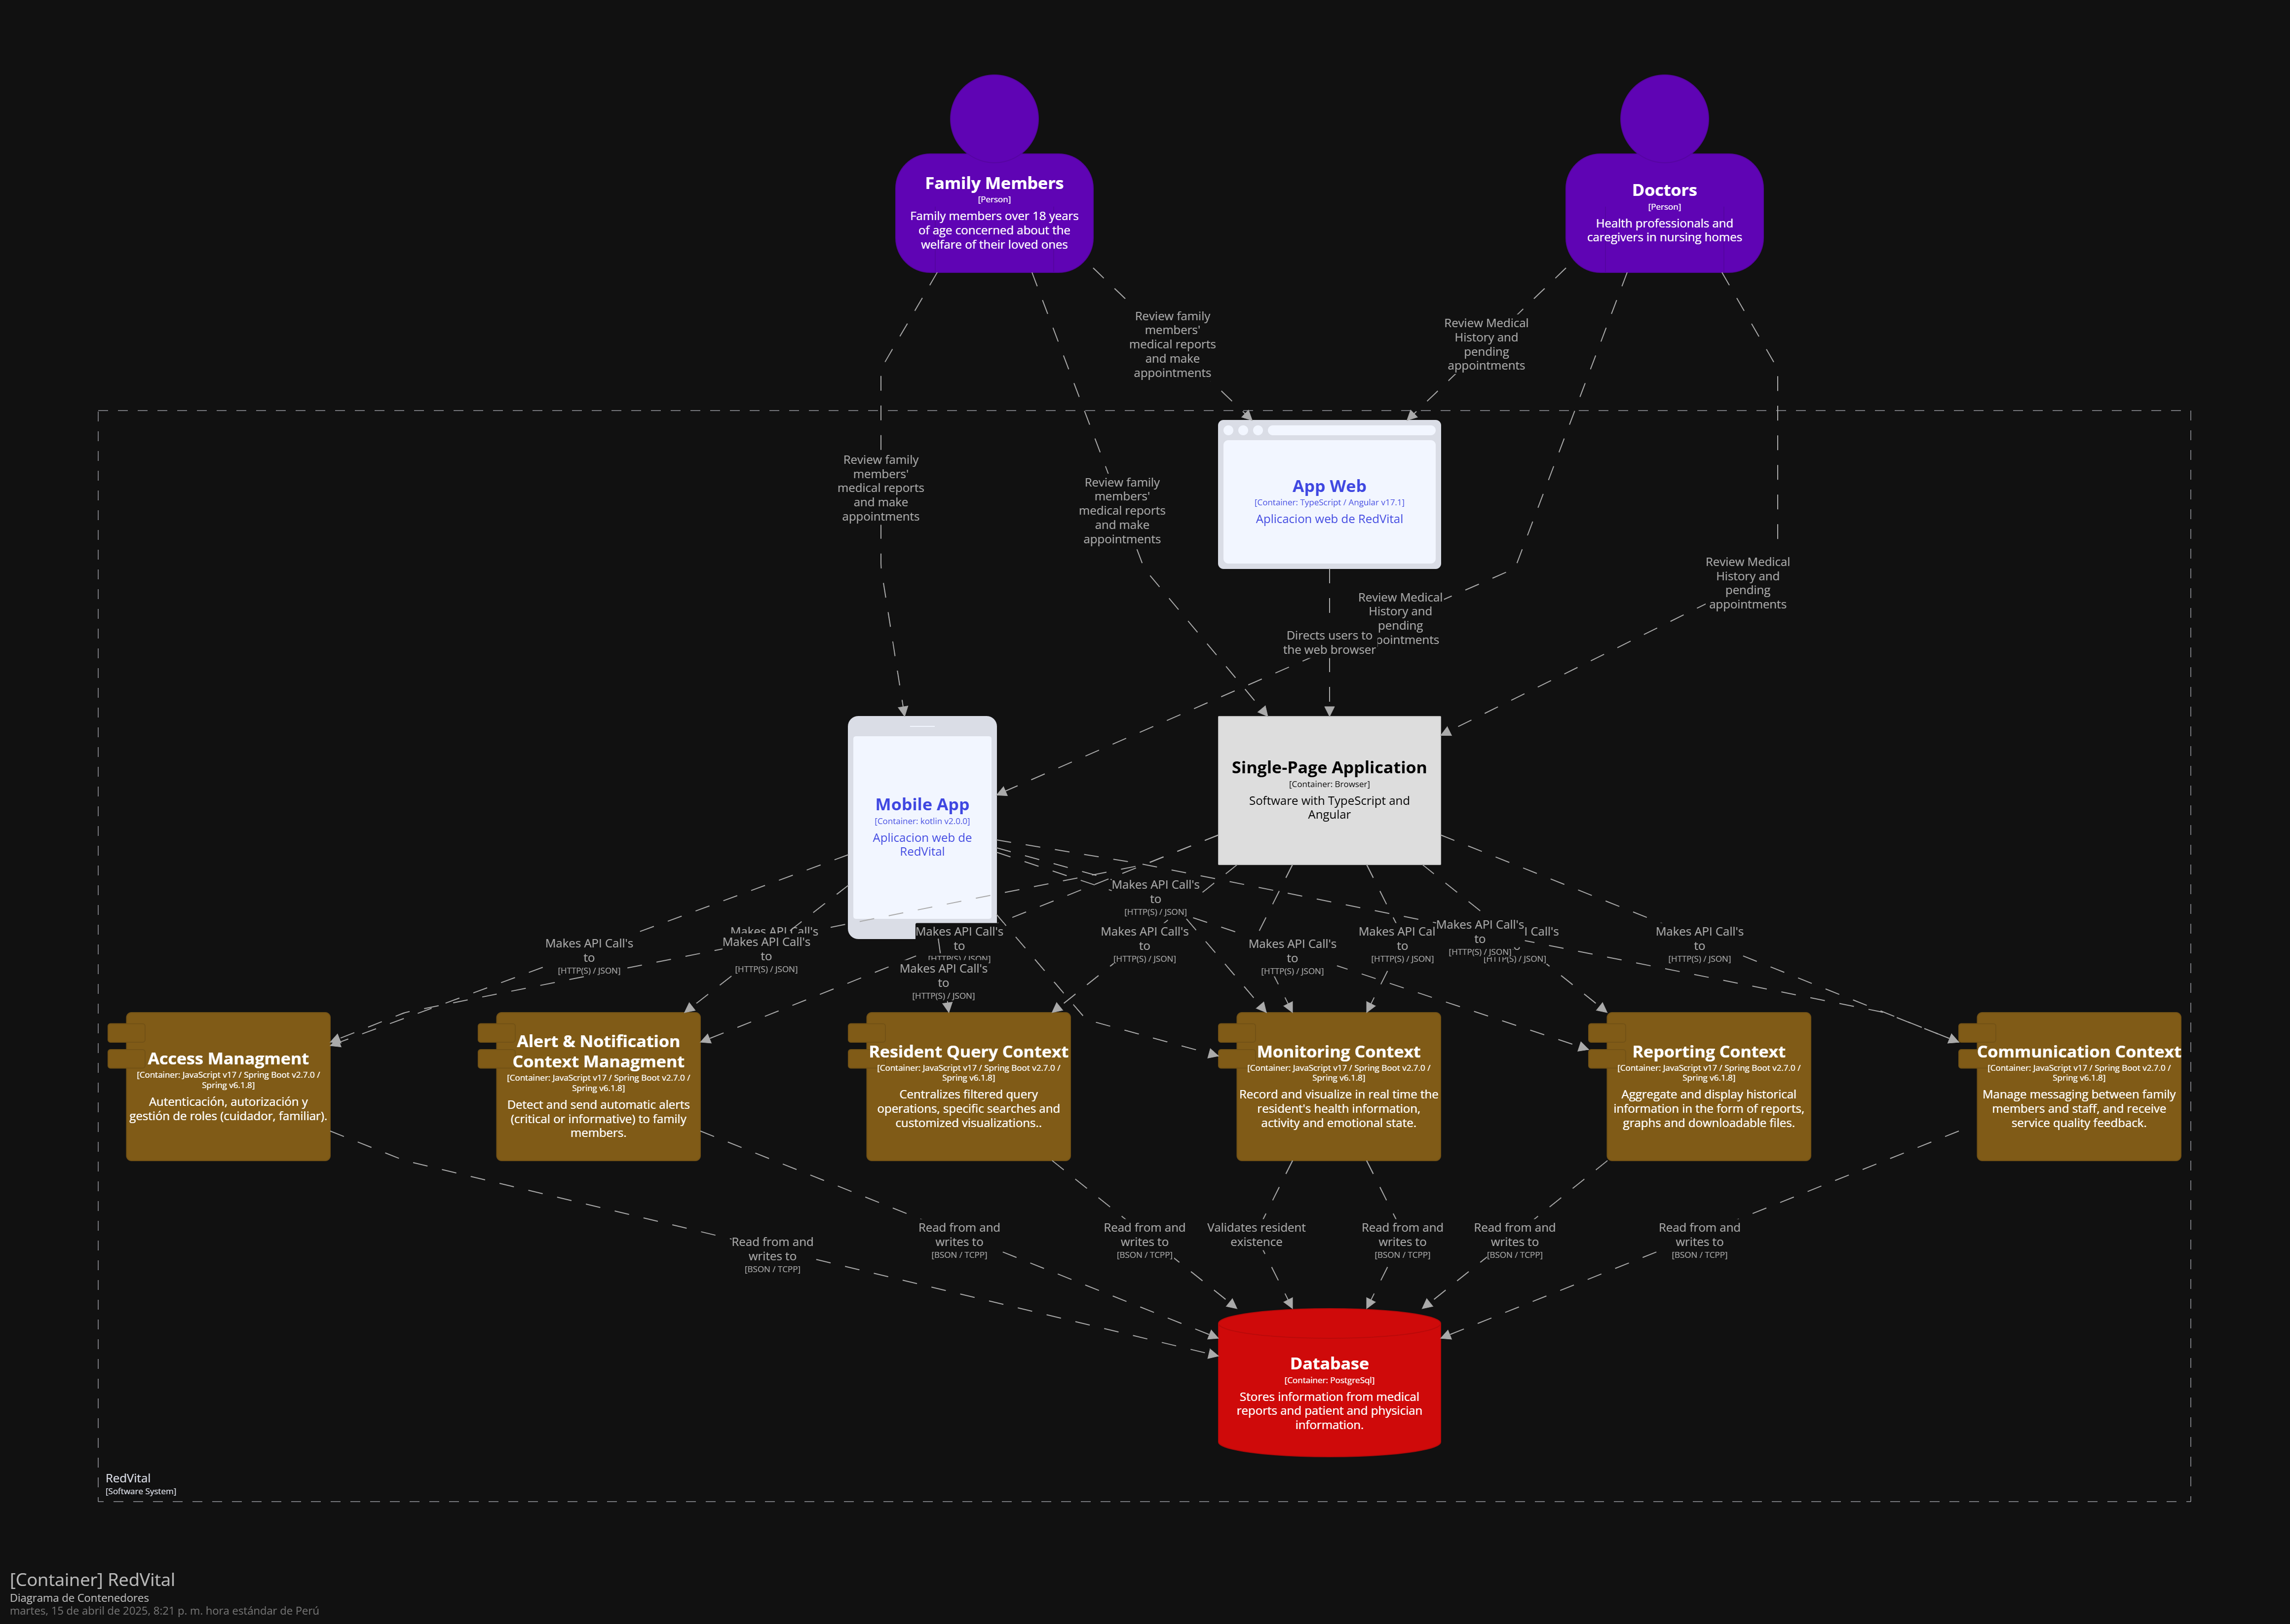 Family Members
[Person]
Family members over 18 years
of age concerned about the
welfare of their loved ones
Doctors
[Person]
Health professionals and
caregivers in nursing homes
Review family
members'
medical reports
and make
appointments
Review Medical
History and
pending
appointments
Review family
members'
medical reports
and make
appointments
Review family
members'
medical reports
and make
appointments
App Web
[Container: TypeScript / Angular v17.1]
Aplicacion web de RedVital
Review Medical
History and
pending
appointments
Review Medical
History and
pending
pointments
Directs users to
the web browser
Mobile App
[Container: kotlin v2.0.0]
Aplicacion web de
RedVital
Single-Page Application
[Container: Browser]
Software with TypeScript and
Angular
Makes API Call's
to
[HTTP(S) / JSON]
Makes API Call's
Makes API Call's
to
[HTTP(S) / JSON]
Makes API Call's
to
[HTTP(S) / JSON]
Makes API Call's
to
[HTTP(S) / JSON]
Makes API Call's
to
[HTTP(S) / JSON]
Makes API Call's
to
[HTTP(S) / JSON]
Makes API Call's
to
[HTTP(S) / JSON]
Makes API Cal
to
[HTTP(S) / JSON]
Makes API Call's
to
[HTTP(S) / JSON]
l Call's
[HTTP(S) / JSON]
Makes API Call's
to
[HTTP(S) / JSON]
Access Managment
[Container: JavaScript v17 / Spring Boot v2.7.0 /
Spring v6.1.8]
Autenticación, autorización y
gestión de roles (cuidador, familiar).
Alert & Notification
Context Managment
[Container: JavaScript v17 / Spring Boot v2.7.0 /
Spring v6.1.8]
Detect and send automatic alerts
(critical or informative) to family
members.
Resident Query Context
[Container: JavaScript v17 / Spring Boot v2.7.0 /
Spring v6.1.8]
Centralizes filtered query
operations, specific searches and
customized visualizations..
Monitoring Context
[Container: JavaScript v17 / Spring Boot v2.7.0 /
Spring v6.1.8]
Record and visualize in real time the
resident's health information,
activity and emotional state.
Reporting Context
[Container: JavaScript v17 / Spring Boot v2.7.0 /
Spring v6.1.8]
Aggregate and display historical
information in the form of reports,
graphs and downloadable files.
Communication Context
[Container: JavaScript v17 / Spring Boot v2.7.0 /
Spring v6.1.8]
Manage messaging between family
members and staff, and receive
service quality feedback.
Read from and
writes to
[BSON / TCPP]
Read from and
writes to
[BSON / TCPP]
Read from and
writes to
[BSON / TCPP]
Validates resident
existence
Read from and
writes to
[BSON / TCPP]
Read from and
writes to
[BSON / TCPP]
Read from and
writes to
[BSON / TCPP]
Database
[Container: PostgreSql]
Stores information from medical
reports and patient and physician
information.
RedVital
[Software System]
[Container] RedVital
Diagrama de Contenedores
martes, 15 de abril de 2025, 8:21 p. m. hora estándar de Perú